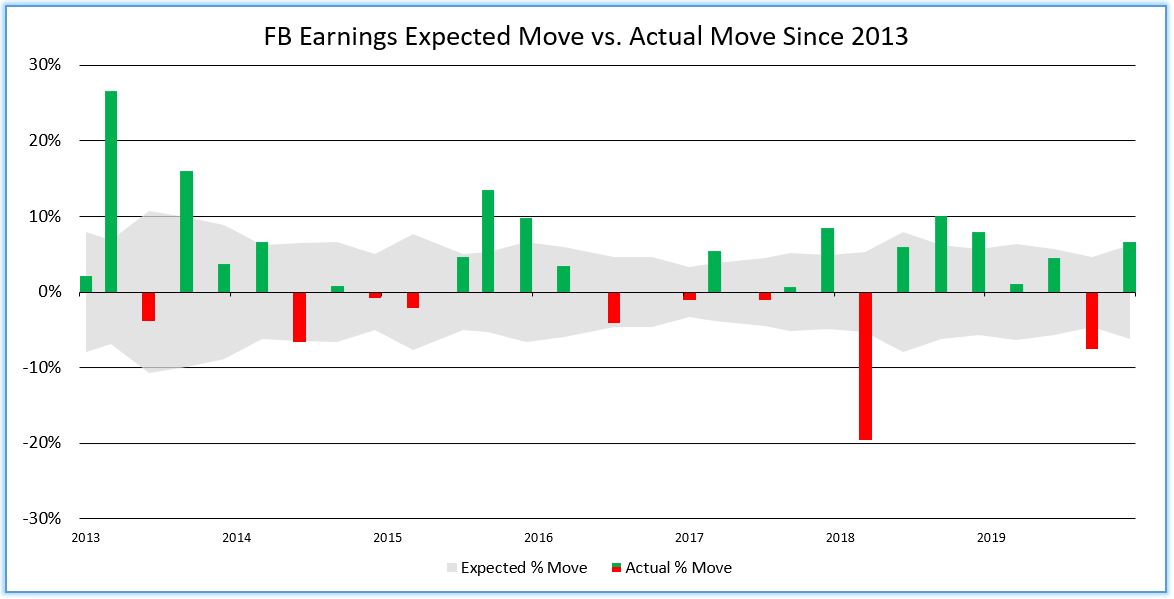 FB Earnings Expected Move vs. Actual Move Since 2013
30%
20%
10%
0%
-10%
-20%
-30%
2013 2014 2015 2016 2017 2018 2019
Expected % Move Actual % Move